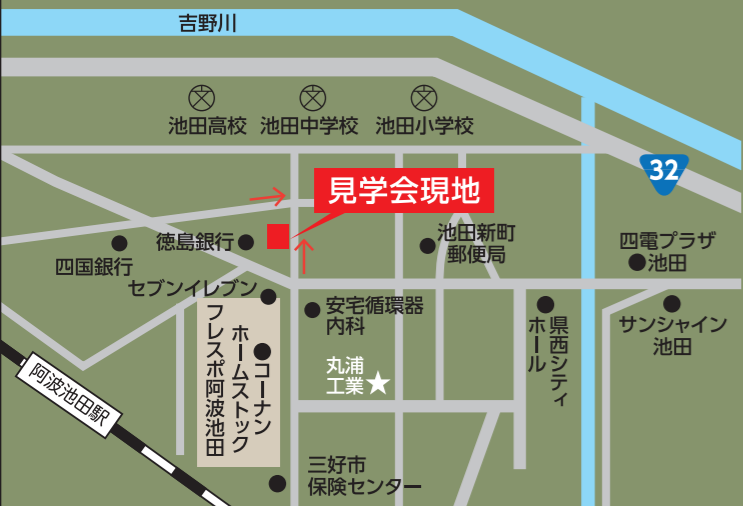 吉野川
池田高校
池田中学校
池田小学校
32
見学会現地
徳島銀行
四国銀行
池田新町
郵便局
四電プラザ
池田
セブンイレブン
安宅循環器
内科
県西シティ
ホール
サンシャイン
池田
コーナン
ホームストック
フレスポ阿波池田
丸浦
工業
阿波池田駅
三好市
保険センター